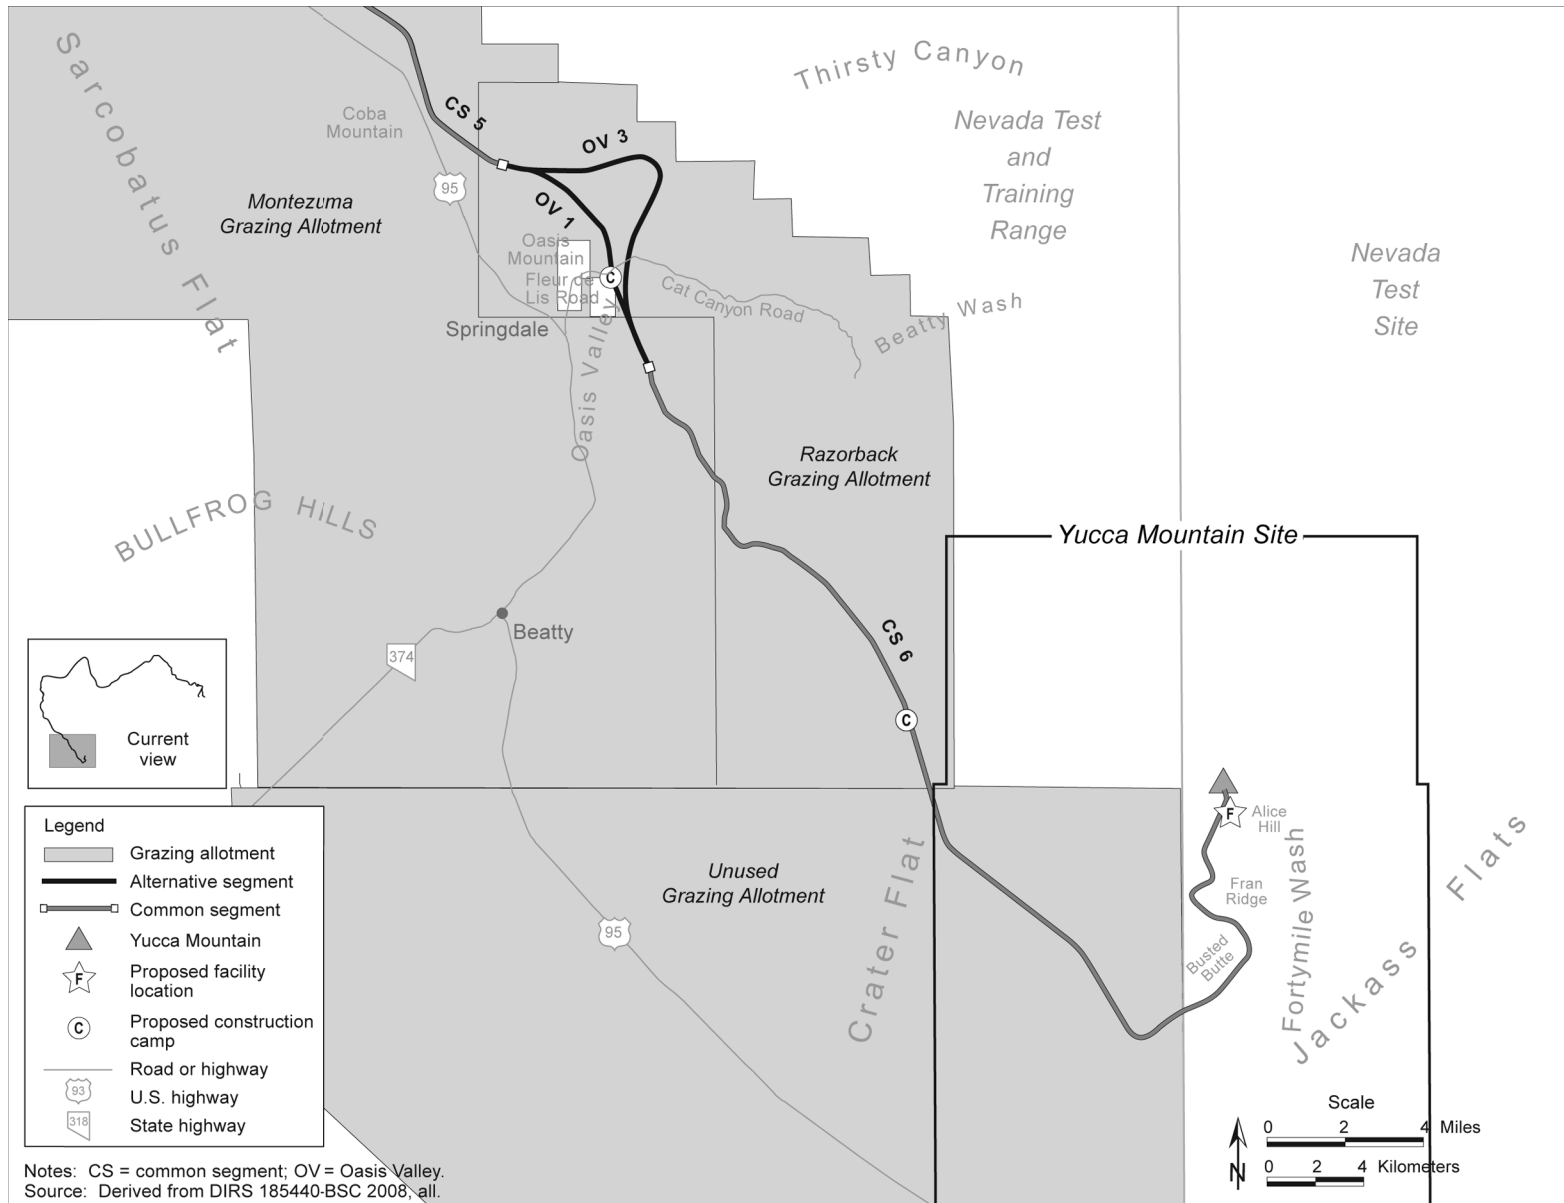 Sarcobatus Flat
Thirsty Canyon
Coba
Mountain
CS 5
OV 3
Nevada Test
and
Training
Range
95
Montezuma
Grazing Allotment
OV 1
Oasis
Mountain
Fleur de
Lis Road
C
Cat Canyon Road
Beatty Wash
Nevada
Test
Site
Springdale
Oasis Valley
Razorback
Grazing Allotment
BULLFROG HILLS
Yucca Mountain Site
Beatty
374
CS 6
C
Current
view
F
Alice
Hill
Fran
Ridge
Busted
Butte
Fortymile Wash
Jackass Flats
Unused
Grazing Allotment
Crater Flat
95
Legend
Grazing allotment
Alternative segment
Common segment
Yucca Mountain
F
Proposed facility
location
C
Proposed construction
camp
Road or highway
93
U.S. highway
318
State highway
Scale
0 2 4 Miles
0 2 4 Kilometers
N
Notes: CS = common segment; OV = Oasis Valley.
Source: Derived from DIRS 185440-BSC 2008, all.